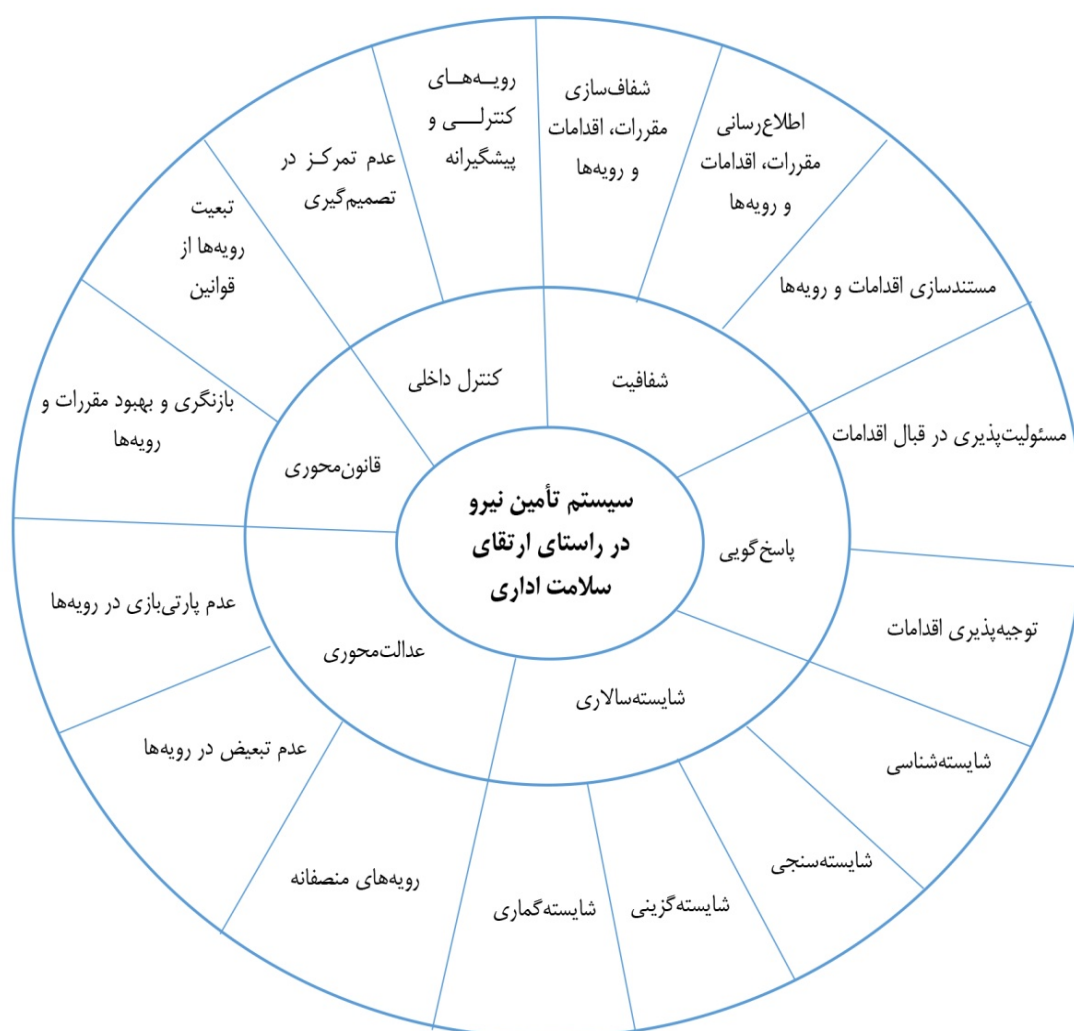 سیستم تأمین نیرو
در راستای ارتقای
سلامت اداری
شفافیت
پاسخ‌گویی
شایسته‌سالاری
عدالت‌محوری
قانون‌محوری
کنترل داخلی
شفاف‌سازی
مقررات، اقدامات
و رویه‌ها
اطلاع‌رسانی
مقررات، اقدامات
و رویه‌ها
مستندسازی اقدامات و رویه‌ها
مسئولیت‌پذیری در قبال اقدامات
توجیه‌پذیری اقدامات
شایسته‌شناسی
شایسته‌سنجی
شایسته‌گزینی
شایسته‌گماری
رویه‌های منصفانه
عدم تبعیض در رویه‌ها
عدم پارتی‌بازی در رویه‌ها
بازنگری و بهبود مقررات و
رویه‌ها
تبعیت
رویه‌ها از
قوانین
عدم تمرکز در
تصمیم‌گیری
رویــه‌هــای
کنترلــی و
پیشگیرانه